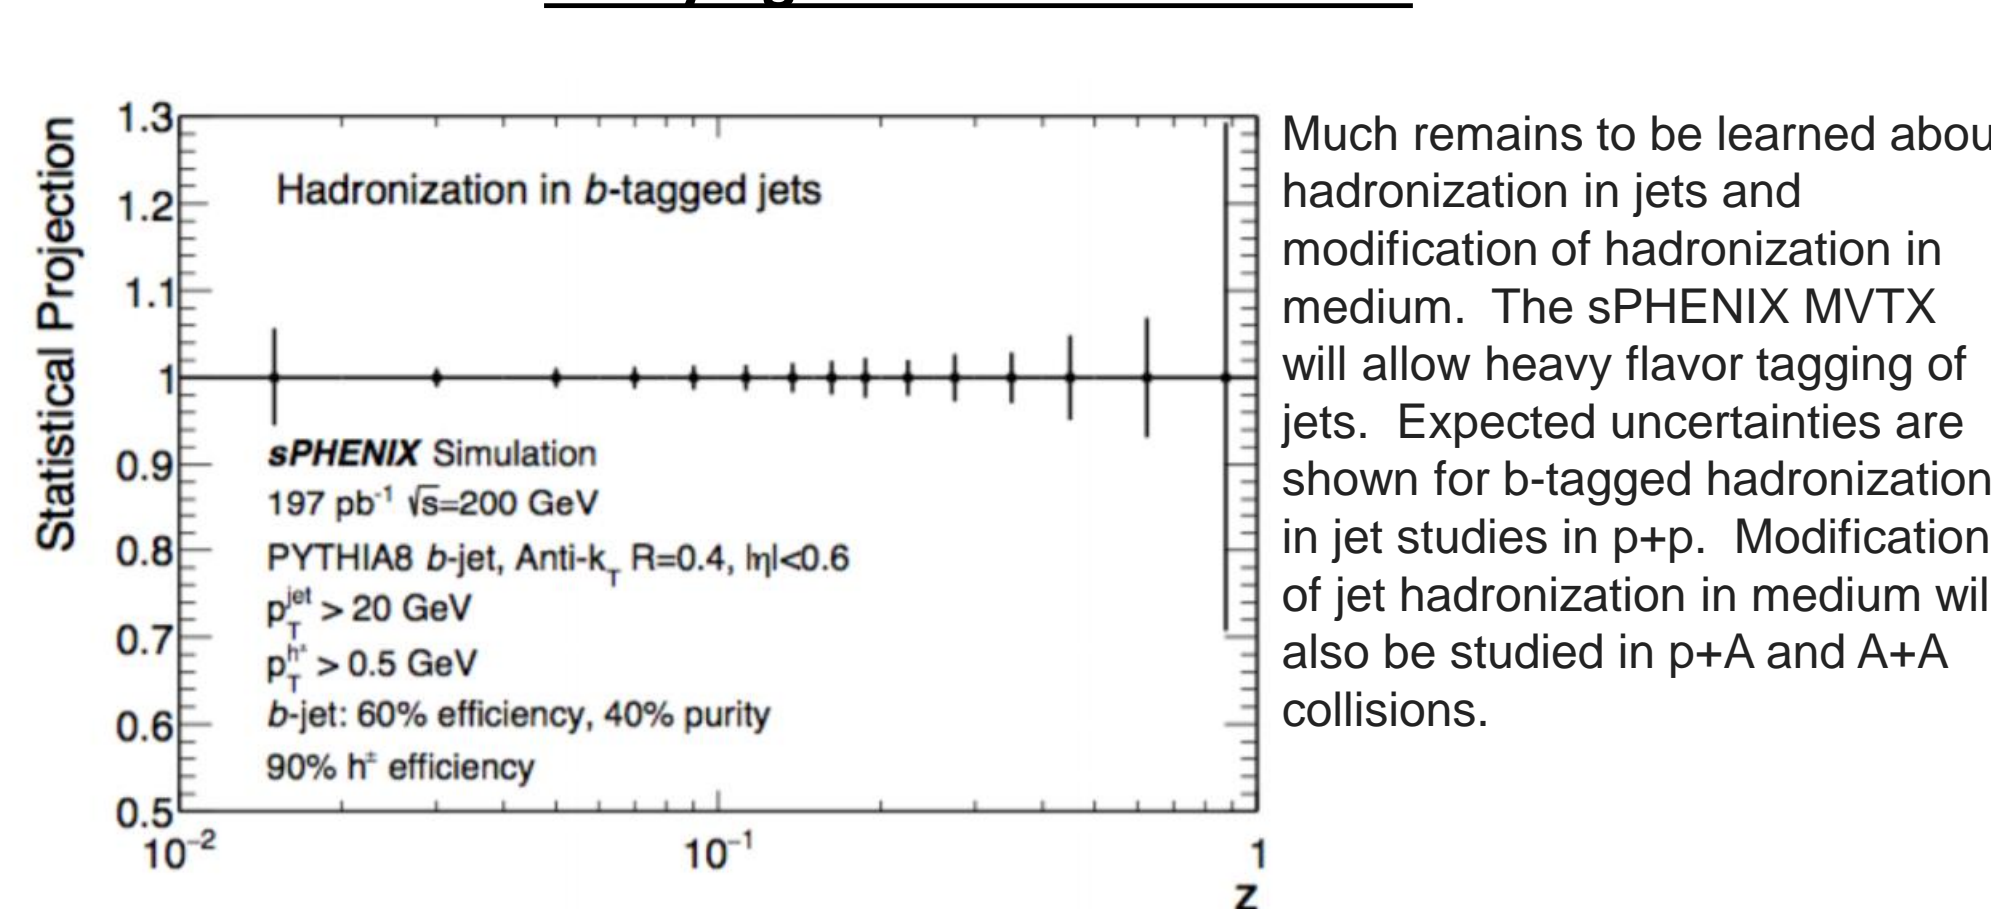 Statistical Projection
1.3
1.2
1.1
1
0.9
0.8
0.7
0.6
0.5
Hadronization in b-tagged jets
sPHENIX Simulation
197 pb⁻¹ √s=200 GeV
PYTHIA8 b-jet, Anti-k_T R=0.4, |η|<0.6
p_T^jet > 20 GeV
p_T^h± > 0.5 GeV
b-jet: 60% efficiency, 40% purity
90% h± efficiency
10⁻² 10⁻¹ 1
z
Much remains to be learned abou
hadronization in jets and
modification of hadronization in
medium. The sPHENIX MVTX
will allow heavy flavor tagging of
jets. Expected uncertainties are
shown for b-tagged hadronization
in jet studies in p+p. Modification
of jet hadronization in medium wil
also be studied in p+A and A+A
collisions.